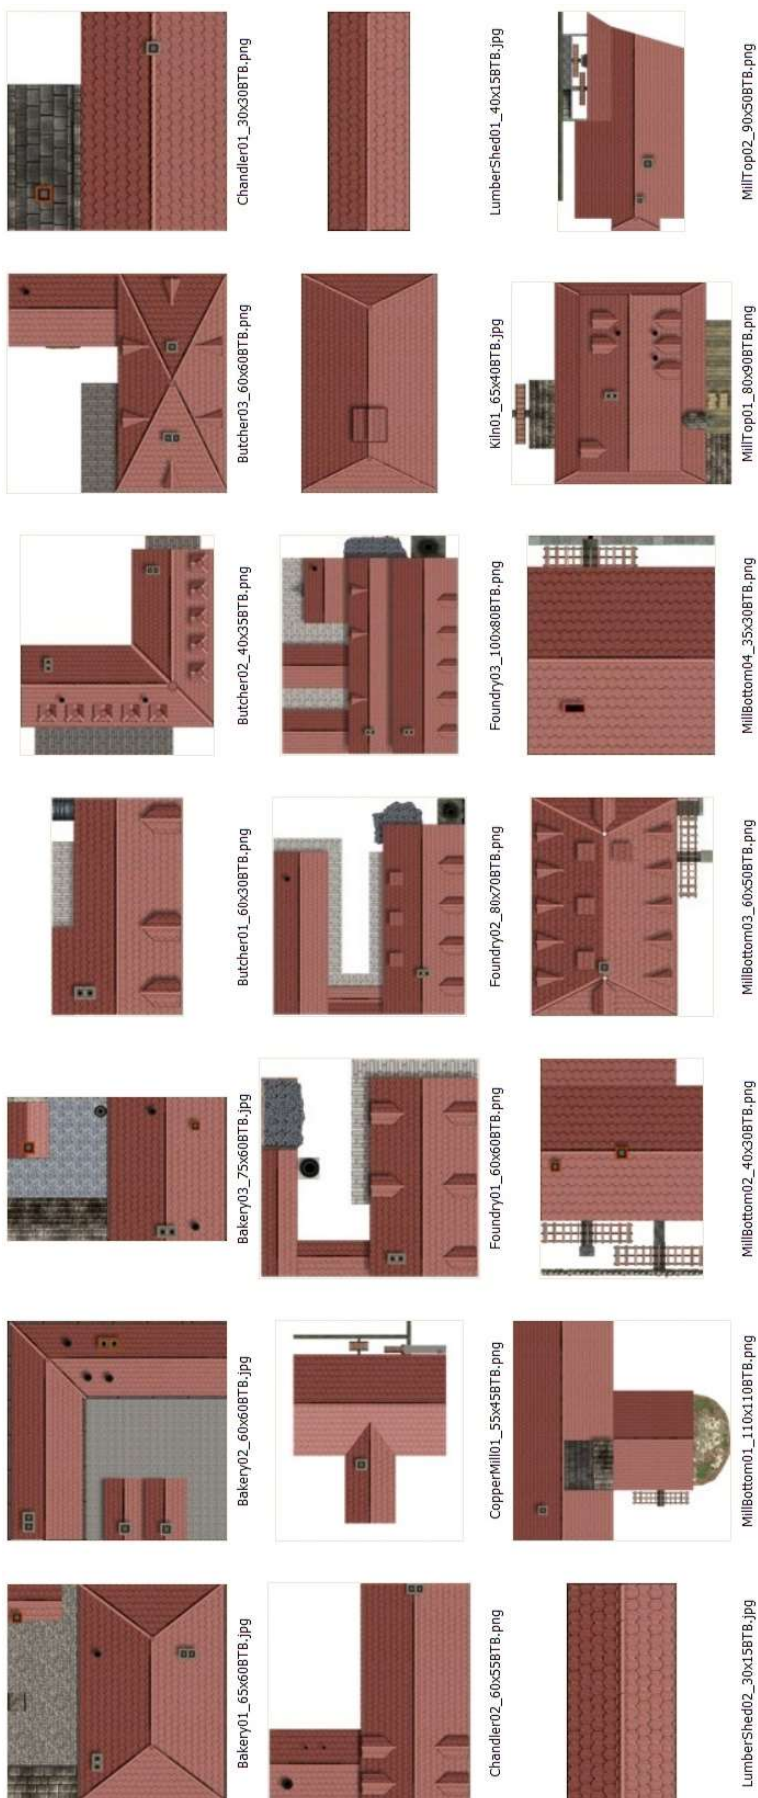 Bakery01_65x60BTB.jpg
Bakery02_60x60BTB.jpg
Bakery03_75x60BTB.jpg
Butcher01_60x30BTB.png
Butcher02_40x35BTB.png
Butcher03_60x60BTB.png
Chandler01_30x30BTB.png
Chandler02_60x55BTB.png
CopperMill01_55x45BTB.png
Foundry01_60x60BTB.png
Foundry02_80x70BTB.png
Foundry03_100x80BTB.png
Kiln01_65x40BTB.jpg
LumberShed01_40x15BTB.jpg
LumberShed02_30x15BTB.jpg
MillBottom01_110x110BTB.png
MillBottom02_40x30BTB.png
MillBottom03_60x50BTB.png
MillBottom04_35x30BTB.png
MillTop01_80x90BTB.png
MillTop02_90x50BTB.png